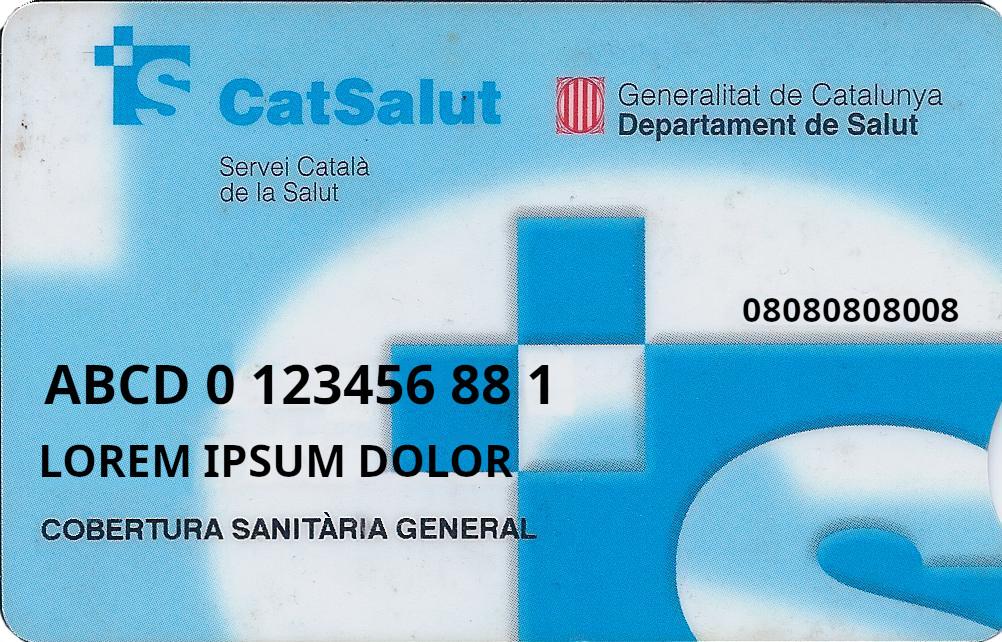 CatSalut
Servei Català
de la Salut
Generalitat de Catalunya
Departament de Salut
08080808008
ABCD 0 123456 88 1
LOREM IPSUM DOLOR
COBERTURA SANITÀRIA GENERAL